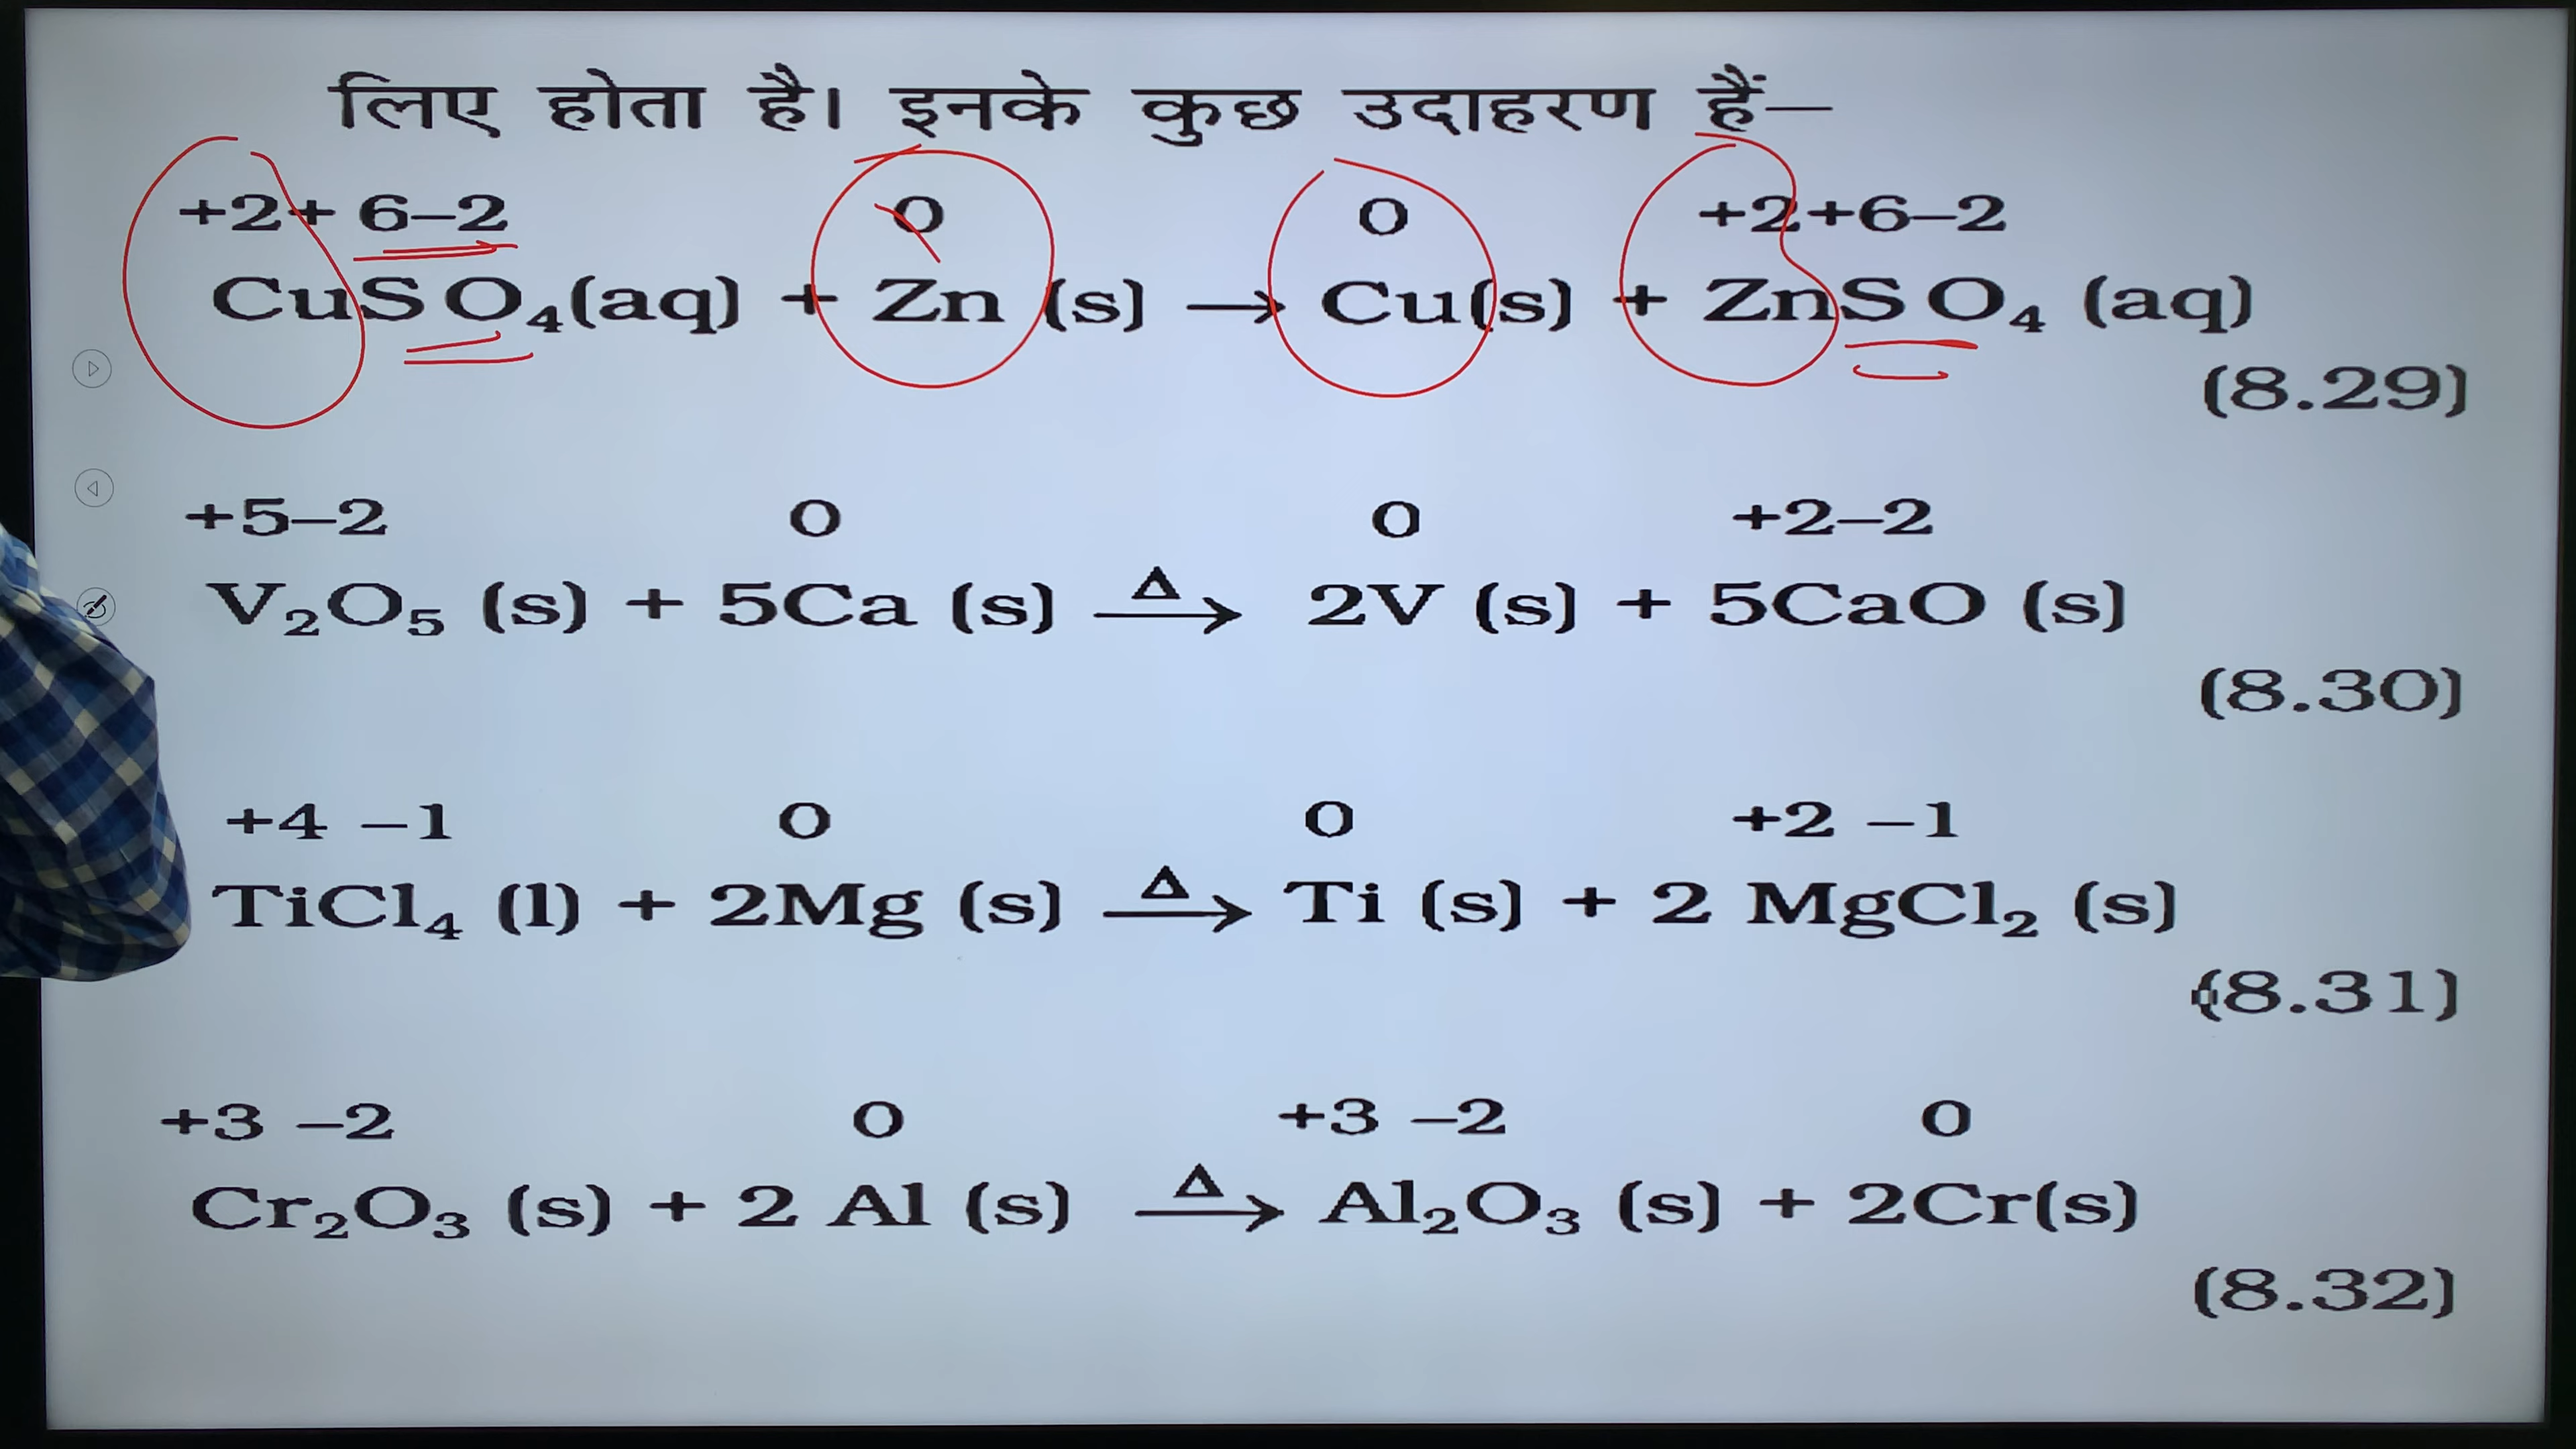 लिए होता है। इनके कुछ उदाहरण हैं—
+2+ 6–2 0 0 +2+6–2
CuSO₄(aq) + Zn (s) → Cu(s) + ZnSO₄ (aq)
(8.29)
+5–2 0 0 +2–2
V₂O₅ (s) + 5Ca (s) —Δ→ 2V (s) + 5CaO (s)
(8.30)
+4 –1 0 0 +2 –1
TiCl₄ (l) + 2Mg (s) —Δ→ Ti (s) + 2 MgCl₂ (s)
(8.31)
+3 –2 0 +3 –2 0
Cr₂O₃ (s) + 2 Al (s) —Δ→ Al₂O₃ (s) + 2Cr(s)
(8.32)